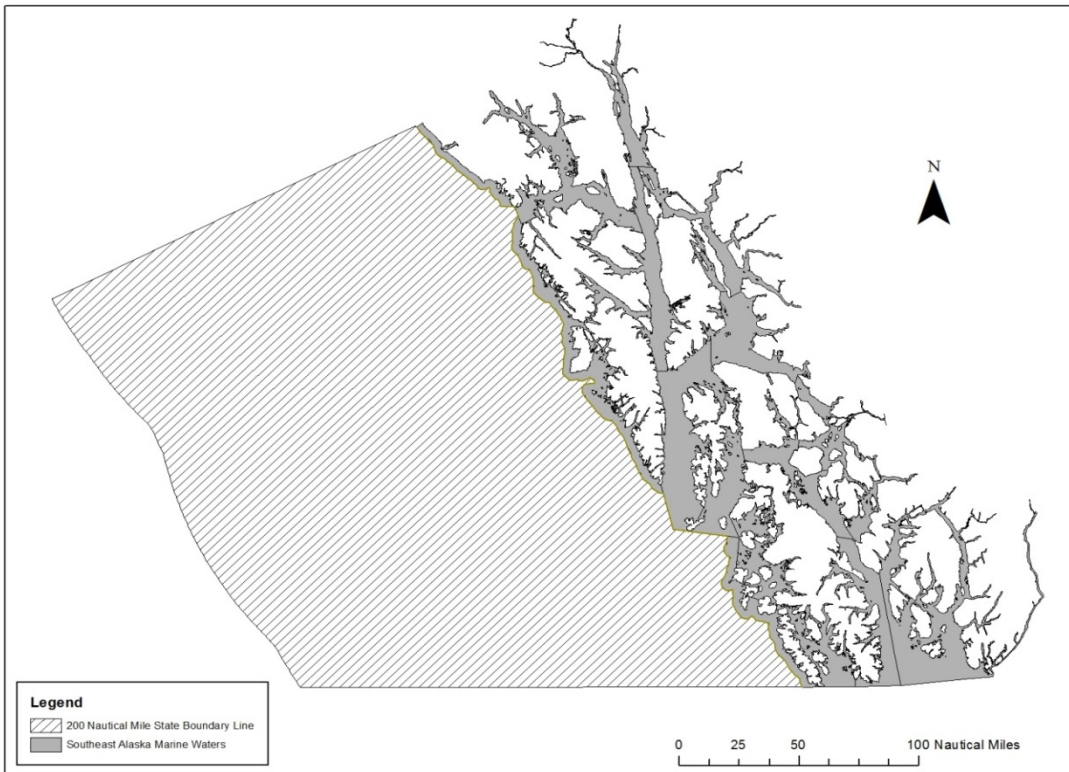 N
Legend
200 Nautical Mile State Boundary Line
Southeast Alaska Marine Waters
0 25 50 100 Nautical Miles